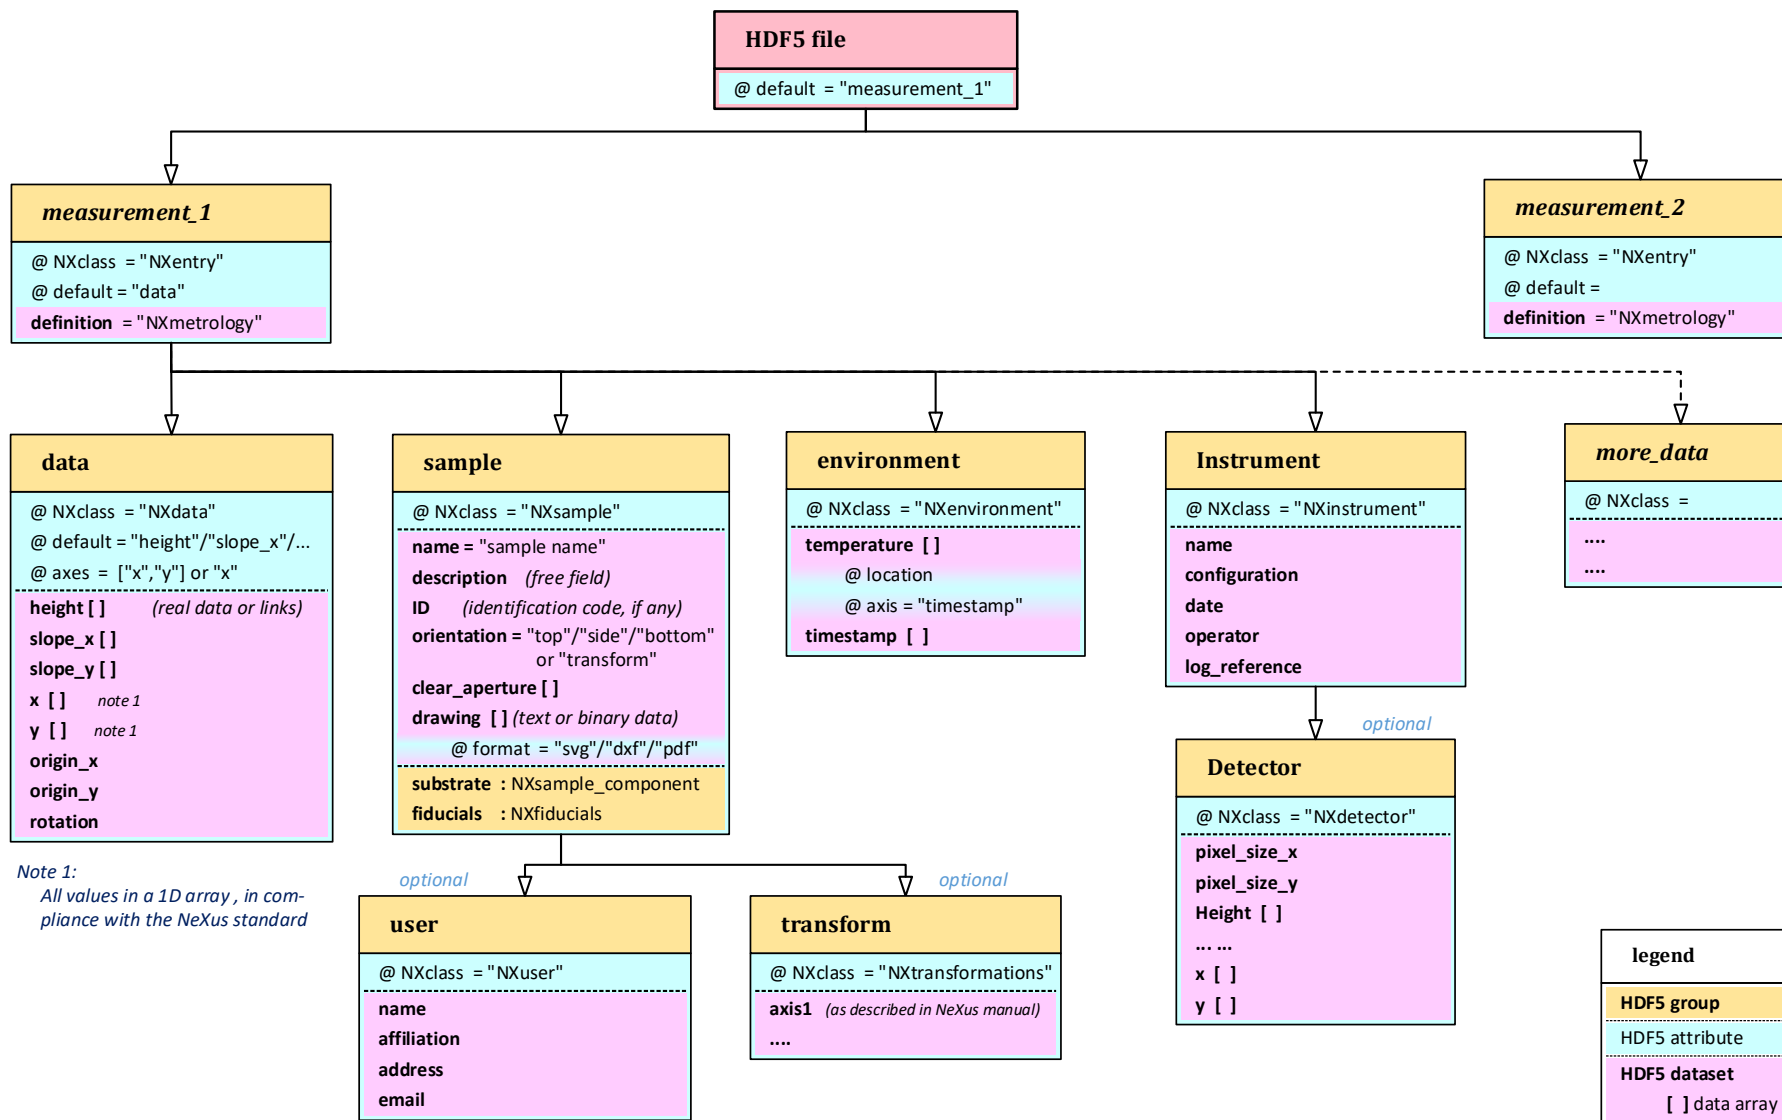 HDF5 file
@ default = "measurement_1"
measurement_1
@ NXclass = "NXentry"
@ default = "data"
definition = "NXmetrology"
measurement_2
@ NXclass = "NXentry"
@ default =
definition = "NXmetrology"
data
@ NXclass = "NXdata"
@ default = "height"/"slope_x"/...
@ axes = ["x","y"] or "x"
height [ ] (real data or links)
slope_x [ ]
slope_y [ ]
x [ ] note 1
y [ ] note 1
origin_x
origin_y
rotation
Note 1:
All values in a 1D array , in com-
pliance with the NeXus standard
sample
@ NXclass = "NXsample"
name = "sample name"
description (free field)
ID (identification code, if any)
orientation = "top"/"side"/"bottom"
or "transform"
clear_aperture [ ]
drawing [ ] (text or binary data)
@ format = "svg"/"dxf"/"pdf"
substrate : NXsample_component
fiducials : NXfiducials
environment
@ NXclass = "NXenvironment"
temperature [ ]
@ location
@ axis = "timestamp"
timestamp [ ]
Instrument
@ NXclass = "NXinstrument"
name
configuration
date
operator
log_reference
more_data
@ NXclass =
....
....
optional
user
@ NXclass = "NXuser"
name
affiliation
address
email
optional
transform
@ NXclass = "NXtransformations"
axis1 (as described in NeXus manual)
....
optional
Detector
@ NXclass = "NXdetector"
pixel_size_x
pixel_size_y
Height [ ]
... ...
x [ ]
y [ ]
legend
HDF5 group
HDF5 attribute
HDF5 dataset
[ ] data array